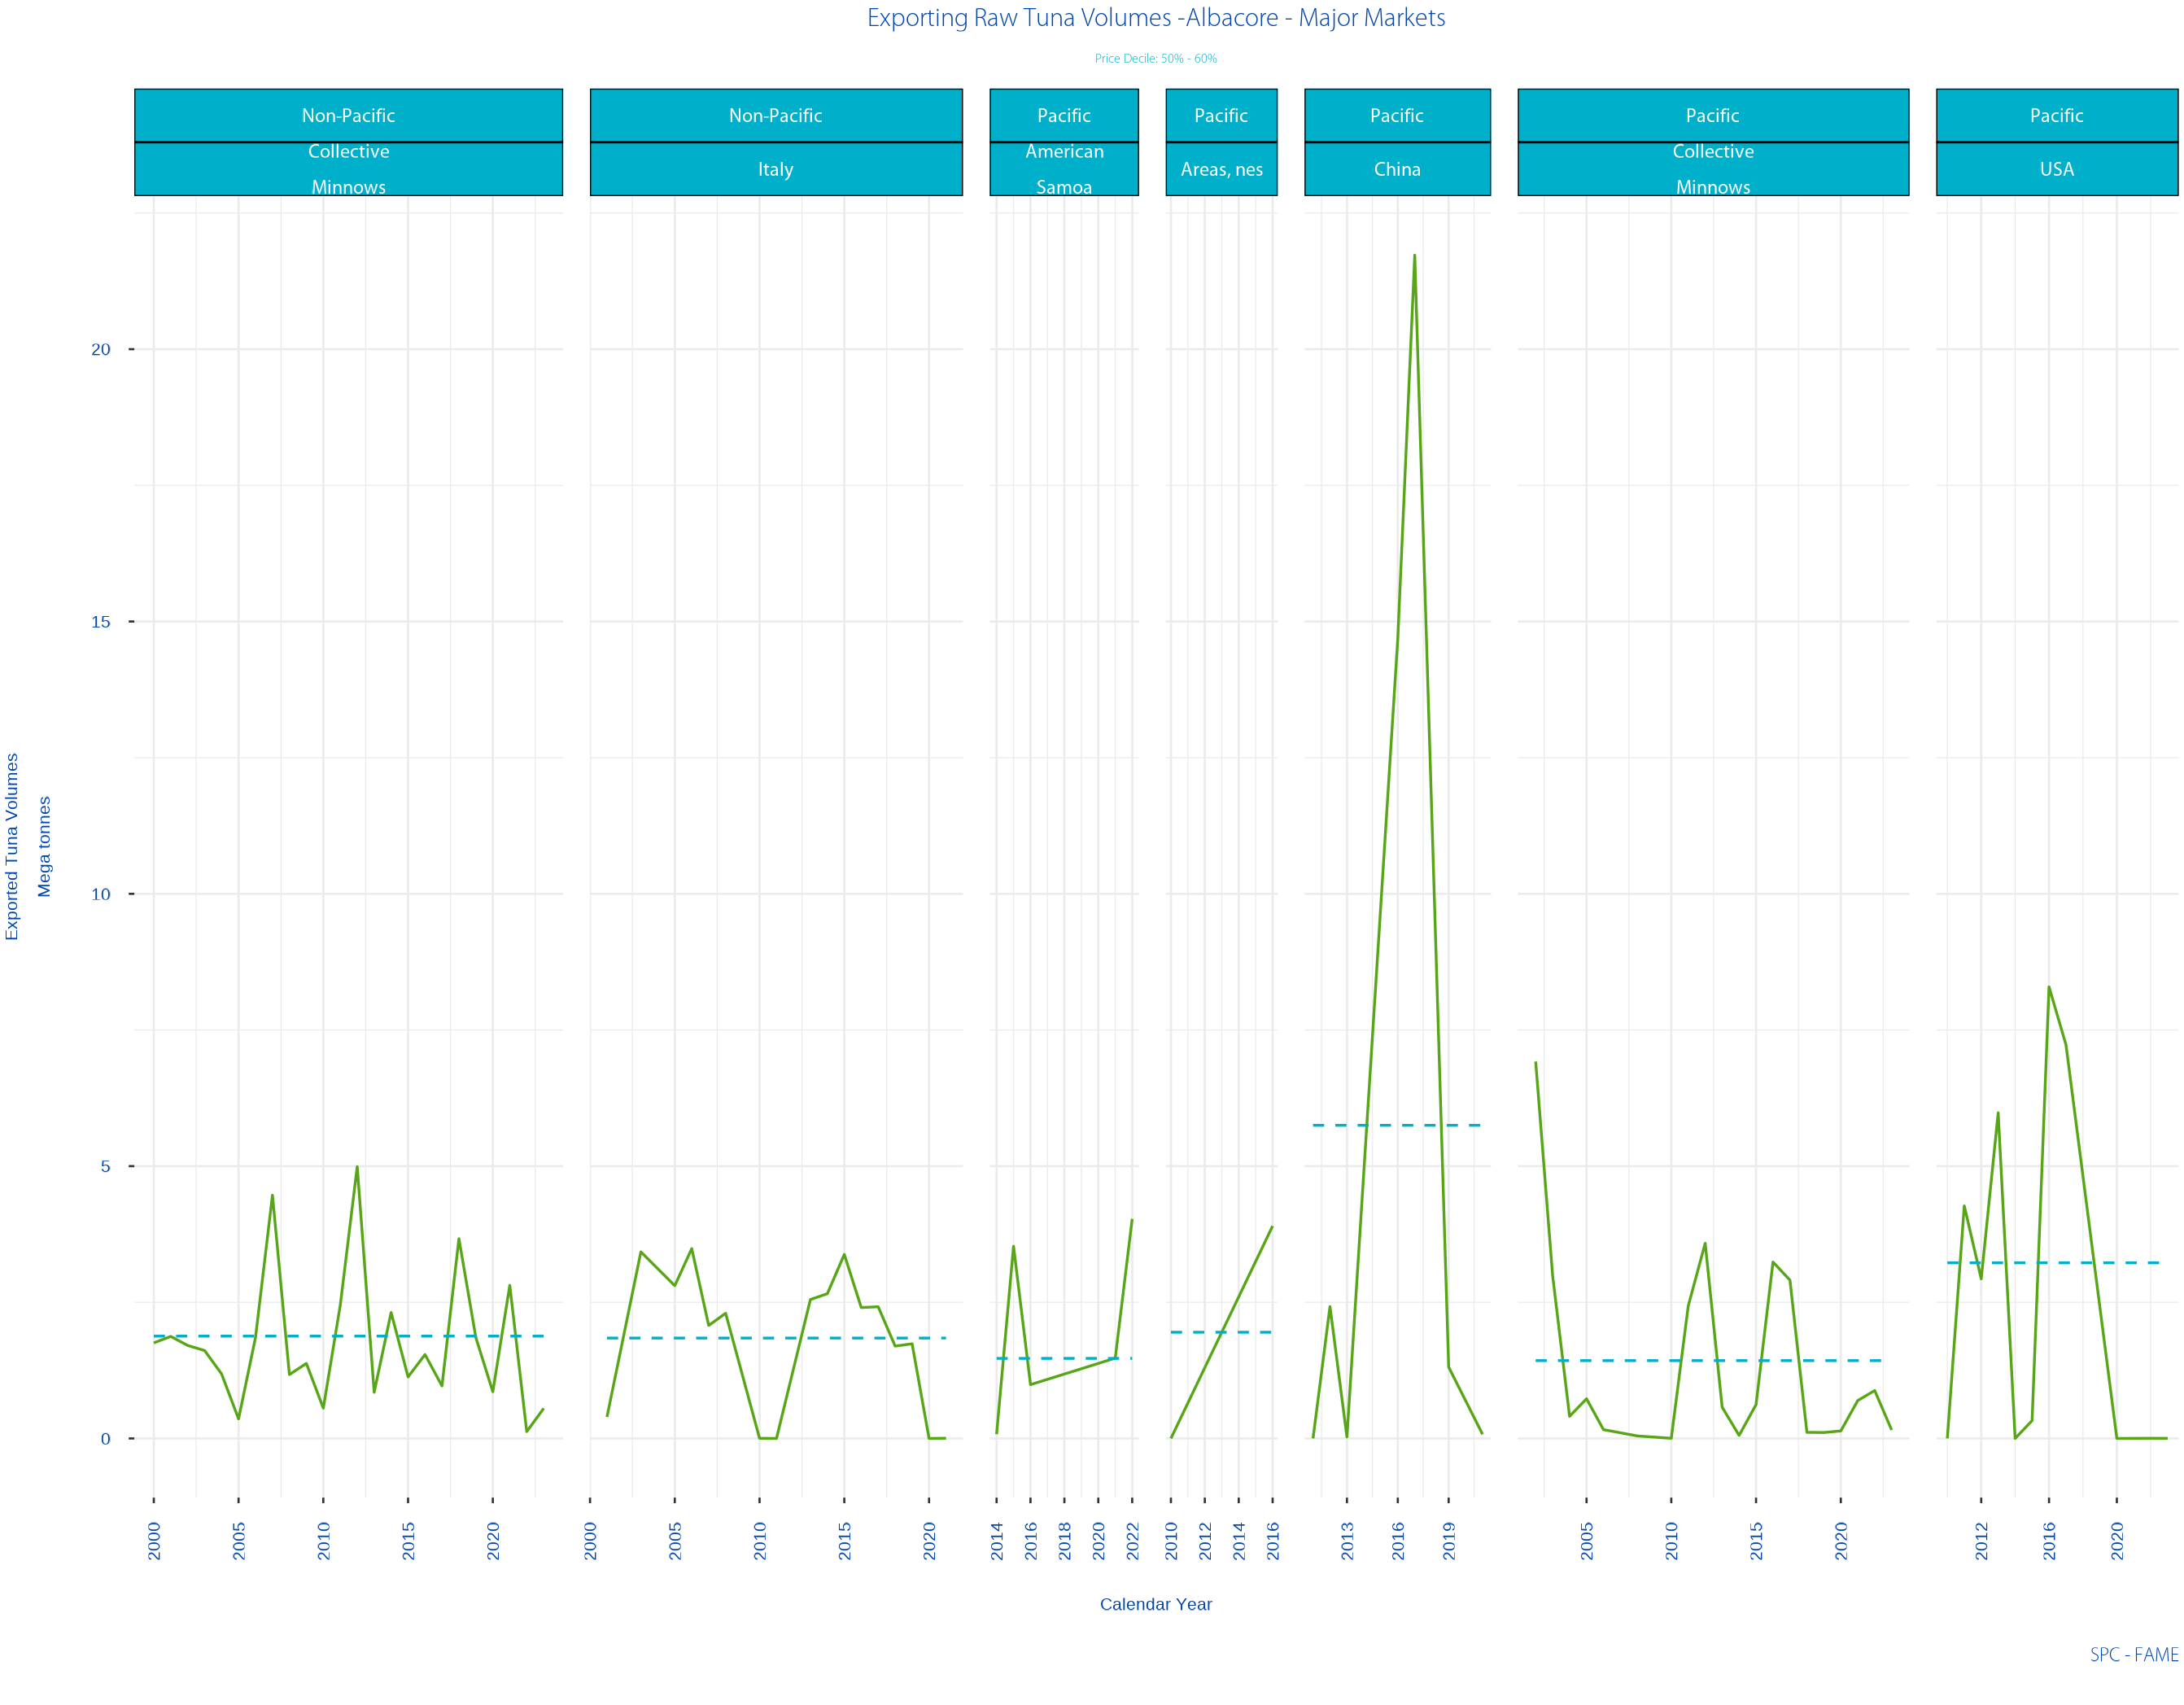 Exporting Raw Tuna Volumes -Albacore - Major Markets
Price Decile: 50% - 60%
Non-Pacific
Non-Pacific
Pacific
Pacific
Pacific
Pacific
Pacific
Collective
Minnows
Italy
American
Samoa
Areas, nes
China
Collective
Minnows
USA
Exported Tuna Volumes
Mega tonnes
20
15
10
5
0
2000 2005 2010 2015 2020
2000 2005 2010 2015 2020
2014 2016 2018 2020 2022
2010 2012 2014 2016
2013 2016 2019
2005 2010 2015 2020
2012 2016 2020
Calendar Year
SPC - FAME